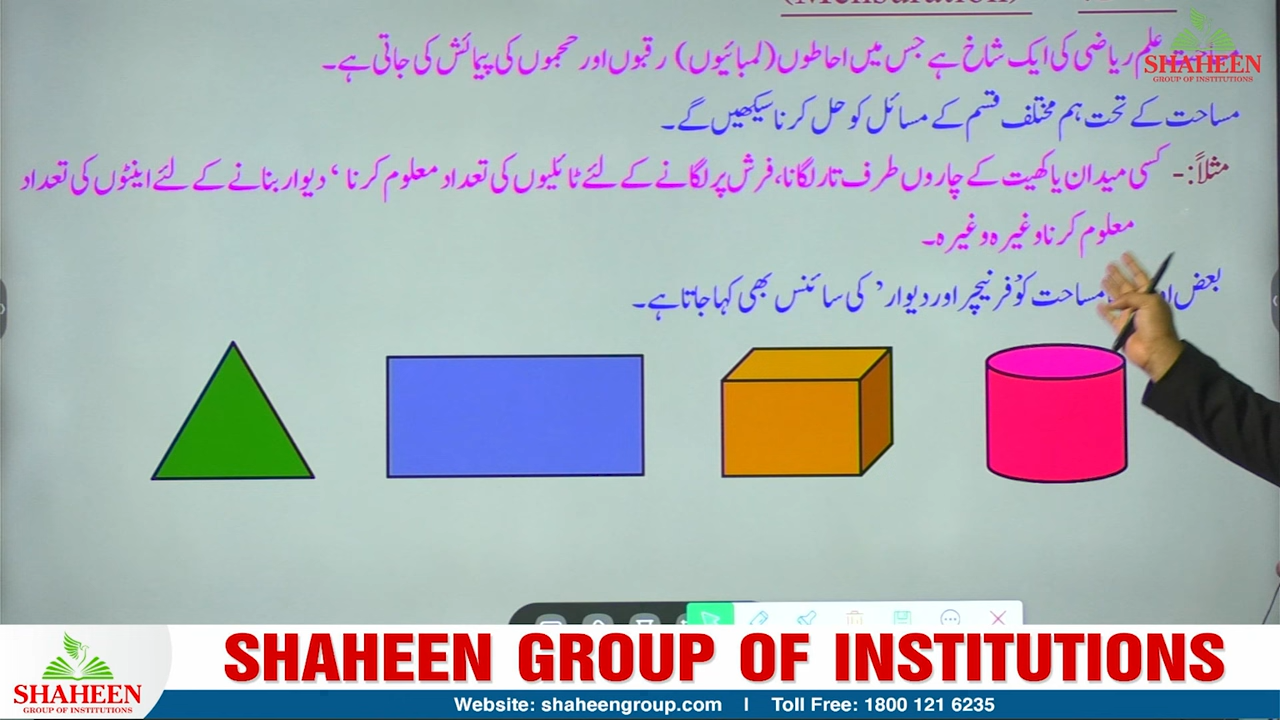 (Mensuration)
علم ریاضی کی ایک شاخ ہے جس میں احاطوں (لمبائیوں) رقبوں اور حجموں کی پیمائش کی جاتی ہے۔
SHAHEEN
GROUP OF INSTITUTIONS
مساحت کے تحت ہم مختلف قسم کے مسائل کو حل کرنا سیکھیں گے۔
مثلاً:- کسی میدان یا کھیت کے چاروں طرف تار لگانا، فرش پر لگانے کے لئے ٹائلیوں کی تعداد معلوم کرنا ‘ دیوار بنانے کے لئے اینٹوں کی تعداد
معلوم کرنا وغیرہ وغیرہ۔
بعض مساحت کو ’فرنیچر اور دیوار’ کی سائنس بھی کہا جاتا ہے۔
SHAHEEN
GROUP OF INSTITUTIONS
SHAHEEN GROUP OF INSTITUTIONS
Website: shaheengroup.com I Toll Free: 1800 121 6235